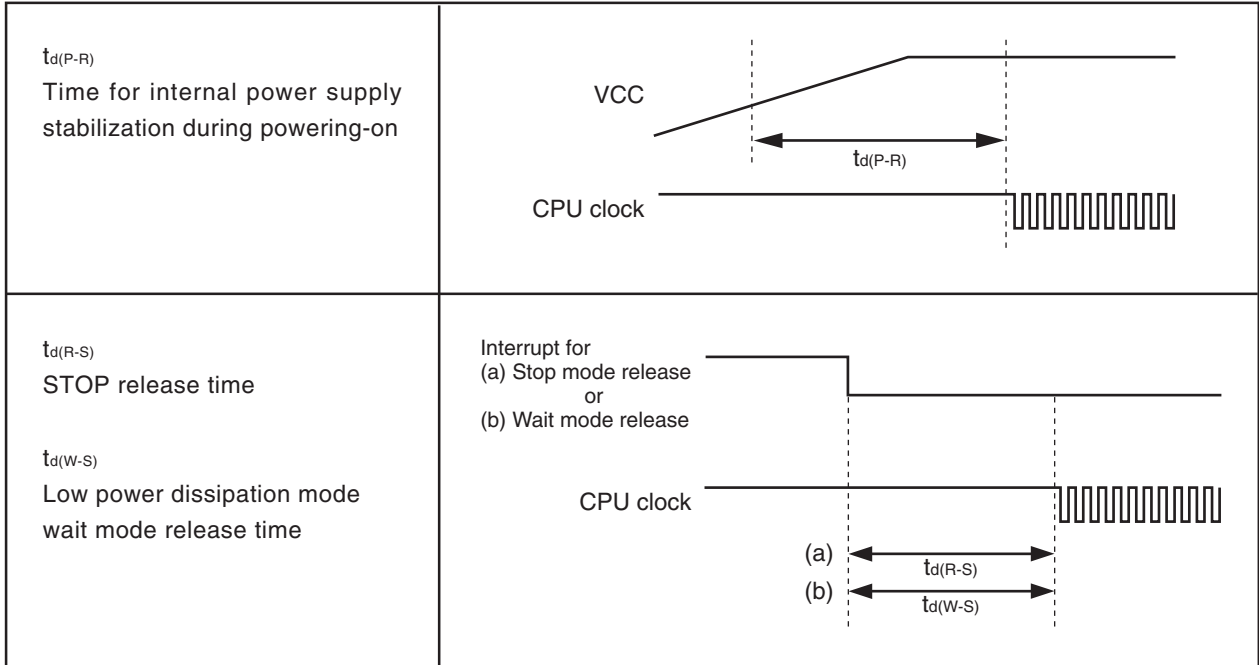 td(P-R)
Time for internal power supply
stabilization during powering-on
VCC
td(P-R)
CPU clock
td(R-S)
STOP release time
td(W-S)
Low power dissipation mode
wait mode release time
Interrupt for
(a) Stop mode release
or
(b) Wait mode release
CPU clock
(a)
td(R-S)
(b)
td(W-S)